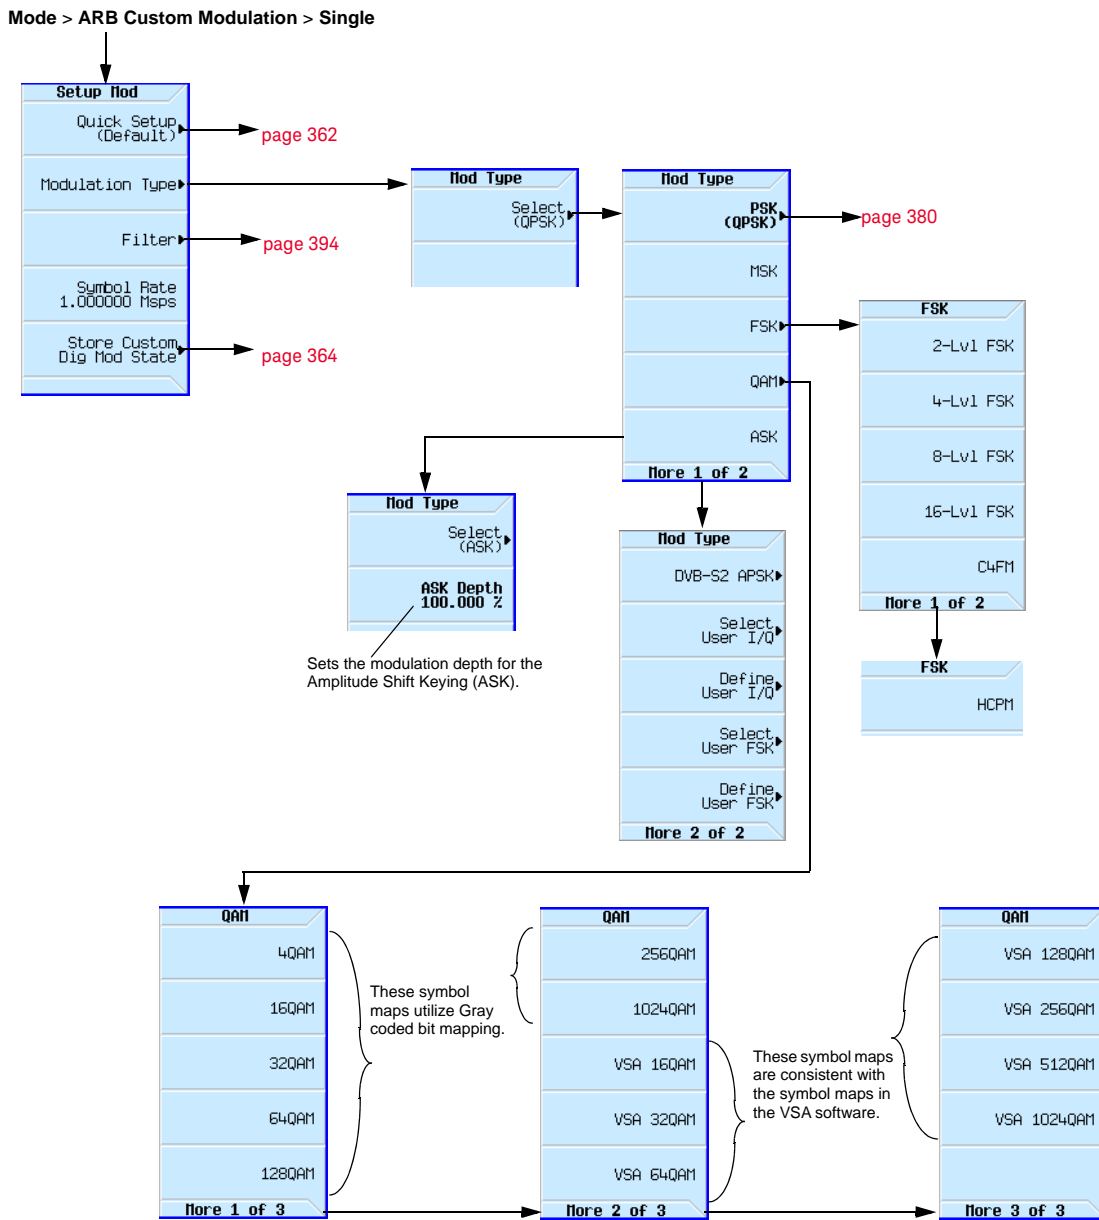 Mode > ARB Custom Modulation > Single
Setup Mod
Quick Setup
(Default)
page 362
Modulation Type
Filter
page 394
Symbol Rate
1.000000 Msps
Store Custom
Dig Mod State
page 364
Mod Type
Select
(QPSK)
Mod Type
PSK
(QPSK)
page 380
MSK
FSK
QAM
ASK
More 1 of 2
FSK
2-Lvl FSK
4-Lvl FSK
8-Lvl FSK
16-Lvl FSK
C4FM
More 1 of 2
FSK
HCPM
Mod Type
Select
(ASK)
ASK Depth
100.000 %
Sets the modulation depth for the
Amplitude Shift Keying (ASK).
Mod Type
DVB-S2 APSK
Select
User I/Q
Define
User I/Q
Select
User FSK
Define
User FSK
More 2 of 2
QAM
4QAM
16QAM
32QAM
64QAM
128QAM
More 1 of 3
These symbol
maps utilize Gray
coded bit mapping.
QAM
256QAM
1024QAM
VSA 16QAM
VSA 32QAM
VSA 64QAM
More 2 of 3
These symbol maps
are consistent with
the symbol maps in
the VSA software.
QAM
VSA 128QAM
VSA 256QAM
VSA 512QAM
VSA 1024QAM
More 3 of 3